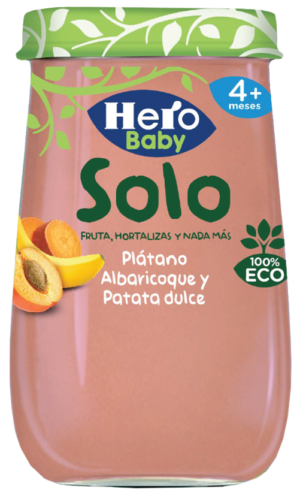 4+
meses
Hero
Baby
Solo
FRUTA, HORTALIZAS Y NADA MÁS
Plátano
Albaricoque y
Patata dulce
100%
ECO